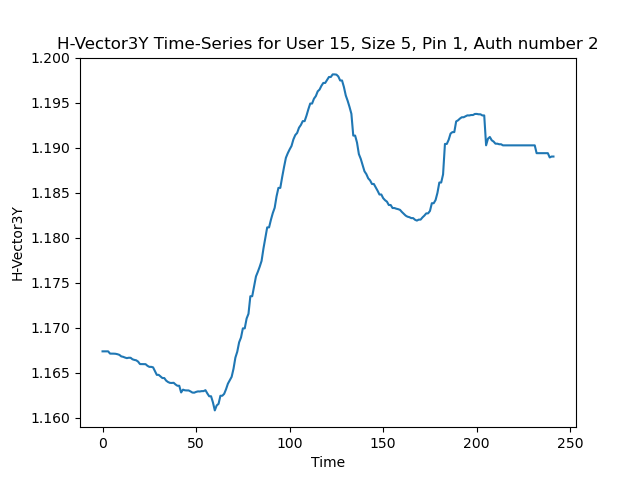 H-Vector3Y Time-Series for User 15, Size 5, Pin 1, Auth number 2
1.200
1.195
1.190
1.185
1.180
1.175
1.170
1.165
1.160
H-Vector3Y
0 50 100 150 200 250
Time